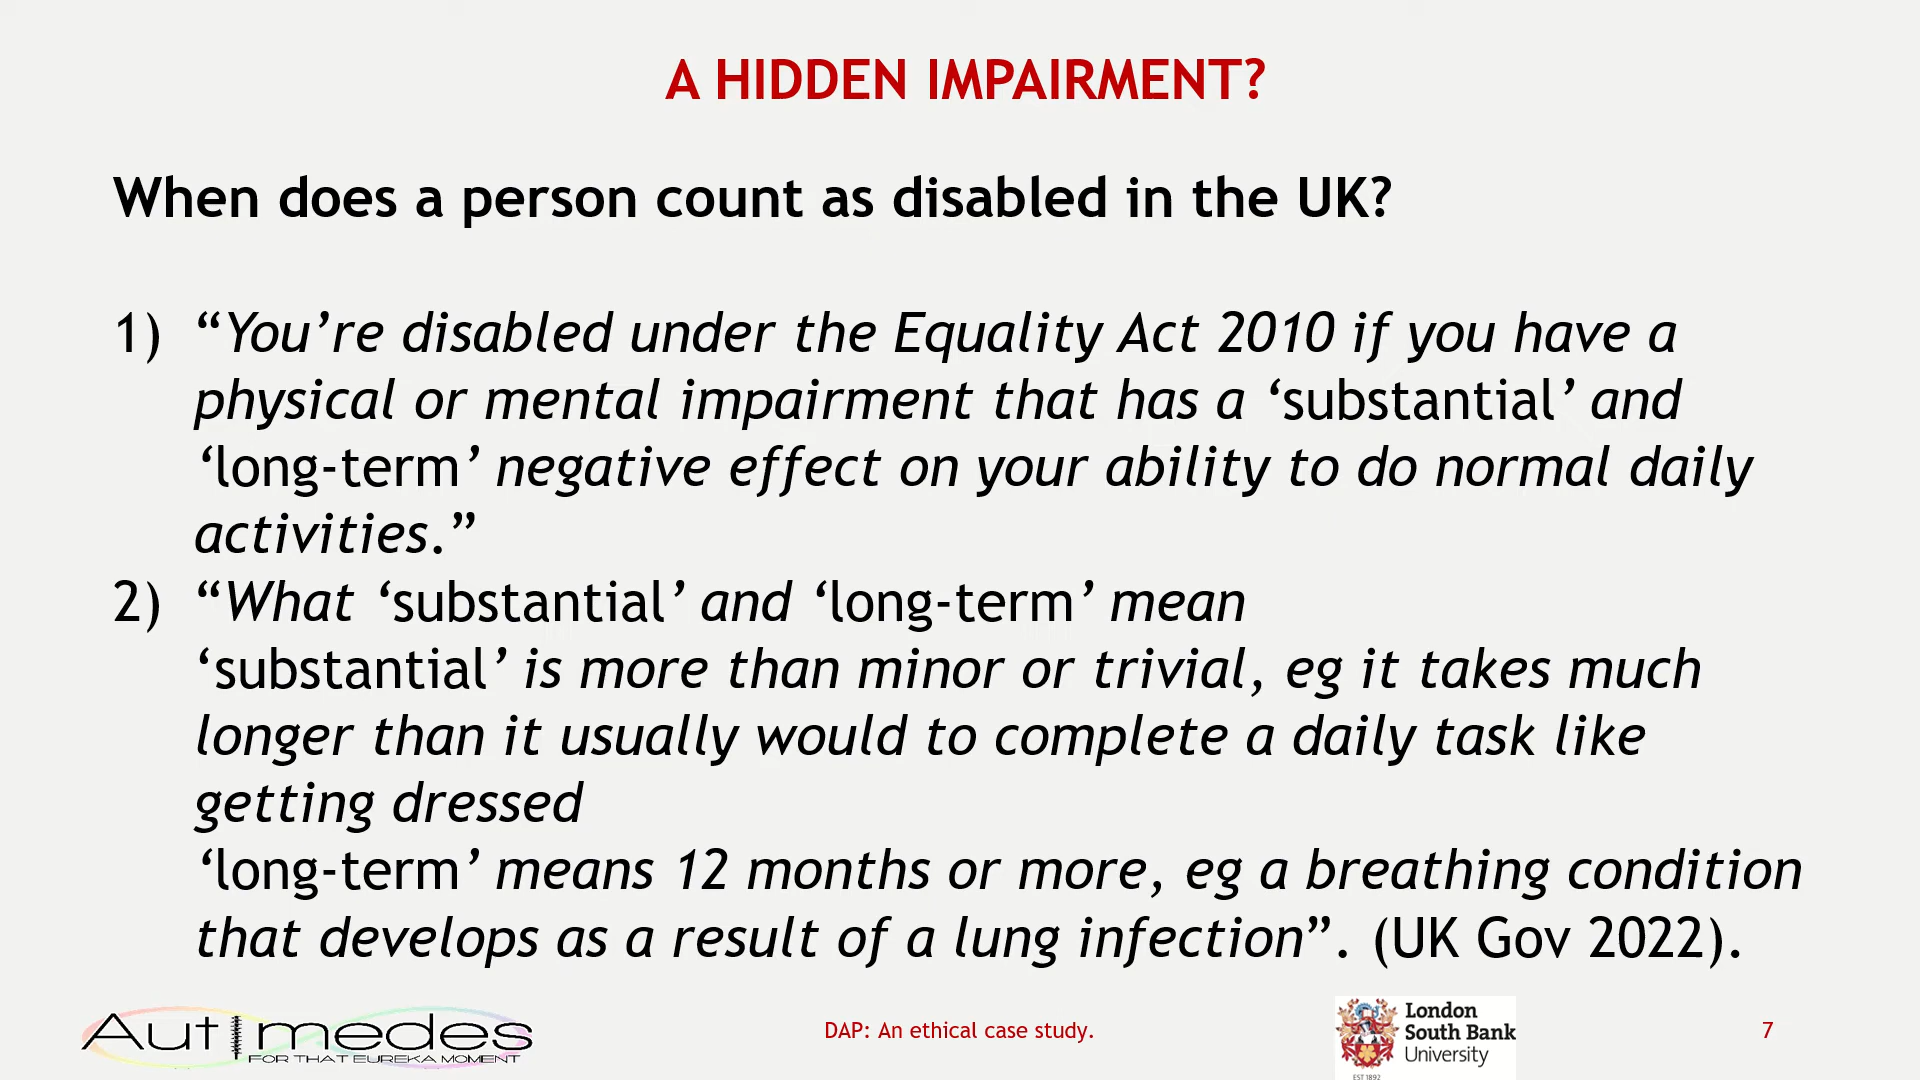 A HIDDEN IMPAIRMENT?
When does a person count as disabled in the UK?
1) “You’re disabled under the Equality Act 2010 if you have a
physical or mental impairment that has a ‘substantial’ and
‘long-term’ negative effect on your ability to do normal daily
activities.”
2) “What ‘substantial’ and ‘long-term’ mean
‘substantial’ is more than minor or trivial, eg it takes much
longer than it usually would to complete a daily task like
getting dressed
‘long-term’ means 12 months or more, eg a breathing condition
that develops as a result of a lung infection”. (UK Gov 2022).
Autimedes
FOR THAT EUREKA MOMENT
DAP: An ethical case study.
London
South Bank
University
EST 1892
7